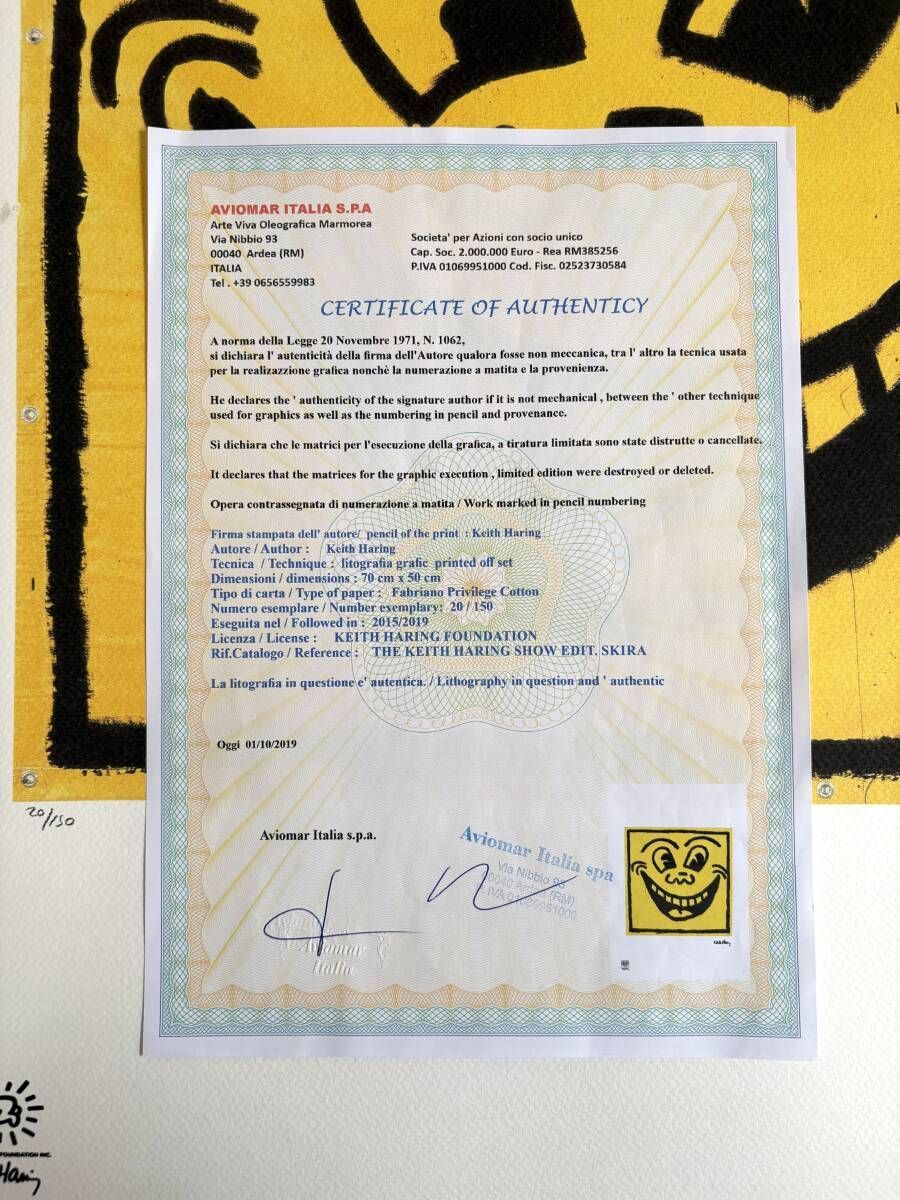 AVIOMAR ITALIA S.P.A
Arte Viva Oleografica Marmorea
Via Nibbio 93
00040 Ardea (RM)
ITALIA
Tel . +39 0656559983
Societa' per Azioni con socio unico
Cap. Soc. 2.000.000 Euro - Rea RM385256
P.IVA 01069951000 Cod. Fisc. 02523730584
CERTIFICATE OF AUTHENTICY
A norma della Legge 20 Novembre 1971, N. 1062,
si dichiara l' autenticità della firma dell'Autore qualora fosse non meccanica, tra l' altro la tecnica usata
per la realizazzione grafica nonchè la numerazione a matita e la provenienza.
He declares the ' authenticity of the signature author if it is not mechanical , between the ' other technique
used for graphics as well as the numbering in pencil and provenance.
Si dichiara che le matrici per l'esecuzione della grafica, a tiratura limitata sono state distrutte o cancellate.
It declares that the matrices for the graphic execution , limited edition were destroyed or deleted.
Opera contrassegnata di numerazione a matita / Work marked in pencil numbering
Firma stampata dell' autore/ pencil of the print : Keith Haring
Autore / Author : Keith Haring
Tecnica / Technique : litografia grafic printed off set
Dimensioni / dimensions : 70 cm x 50 cm
Tipo di carta / Type of paper : Fabriano Privilege Cotton
Numero esemplare / Number exemplary: 20 / 150
Eseguita nel / Followed in : 2015/2019
Licenza / License : KEITH HARING FOUNDATION
Rif.Catalogo / Reference : THE KEITH HARING SHOW EDIT. SKIRA
La litografia in questione e' autentica. / Lithography in question and ' authentic
Oggi 01/10/2019
20/150
Aviomar Italia s.p.a.
Aviomar Italia spa
Via Nibbio 93
00040 Ardea (RM)
P.IVA 01069951000
Aviomar
Italia
FOUNDATION INC.
Haring